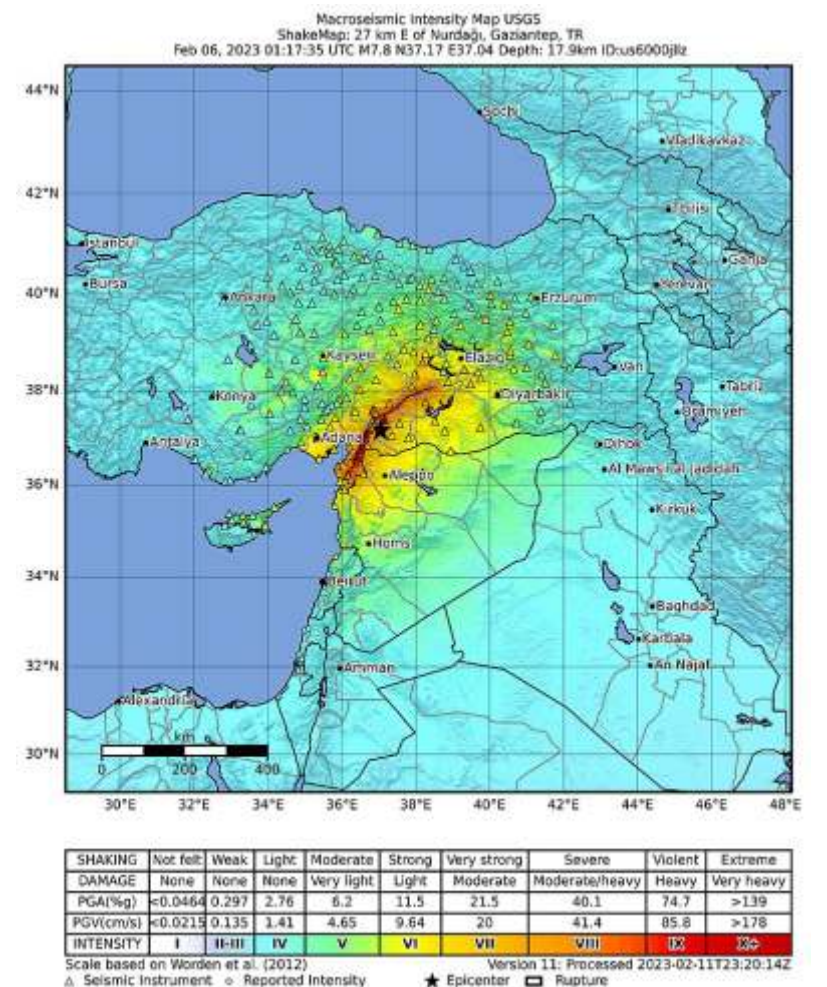 Macroseismic Intensity Map USGS
ShakeMap: 27 km E of Nurdağı, Gaziantep, TR
Feb 06, 2023 01:17:35 UTC M7.8 N37.17 E37.04 Depth: 17.9km ID:us6000jllz
44°N
Sochi
Vladikavkaz
42°N
Tbilisi
Istanbul
Ganja
Bursa
40°N
Ankara
Erzurum
Yerevan
Kayseri
Elazig
Van
38°N
Konya
Diyarbakir
Tabriz
Orumiyeh
Antalya
Adana
Dihok
36°N
Aleppo
Al Mawsil al Jadidah
Kirkuk
Homs
34°N
Beirut
Baghdad
Karbala
32°N
Amman
An Najaf
Alexandria
km
30°N
0 200 400
30°E 32°E 34°E 36°E 38°E 40°E 42°E 44°E 46°E 48°E
SHAKING Not felt Weak Light Moderate Strong Very strong Severe Violent Extreme
DAMAGE None None None Very light Light Moderate Moderate/heavy Heavy Very heavy
PGA(%g) <0.0464 0.297 2.76 6.2 11.5 21.5 40.1 74.7 >139
PGV(cm/s) <0.0215 0.135 1.41 4.65 9.64 20 41.4 85.8 >178
INTENSITY I II-III IV V VI VII VIII IX X+
Scale based on Worden et al. (2012) Version 11: Processed 2023-02-11T23:20:14Z
△ Seismic Instrument ○ Reported Intensity ★ Epicenter □ Rupture